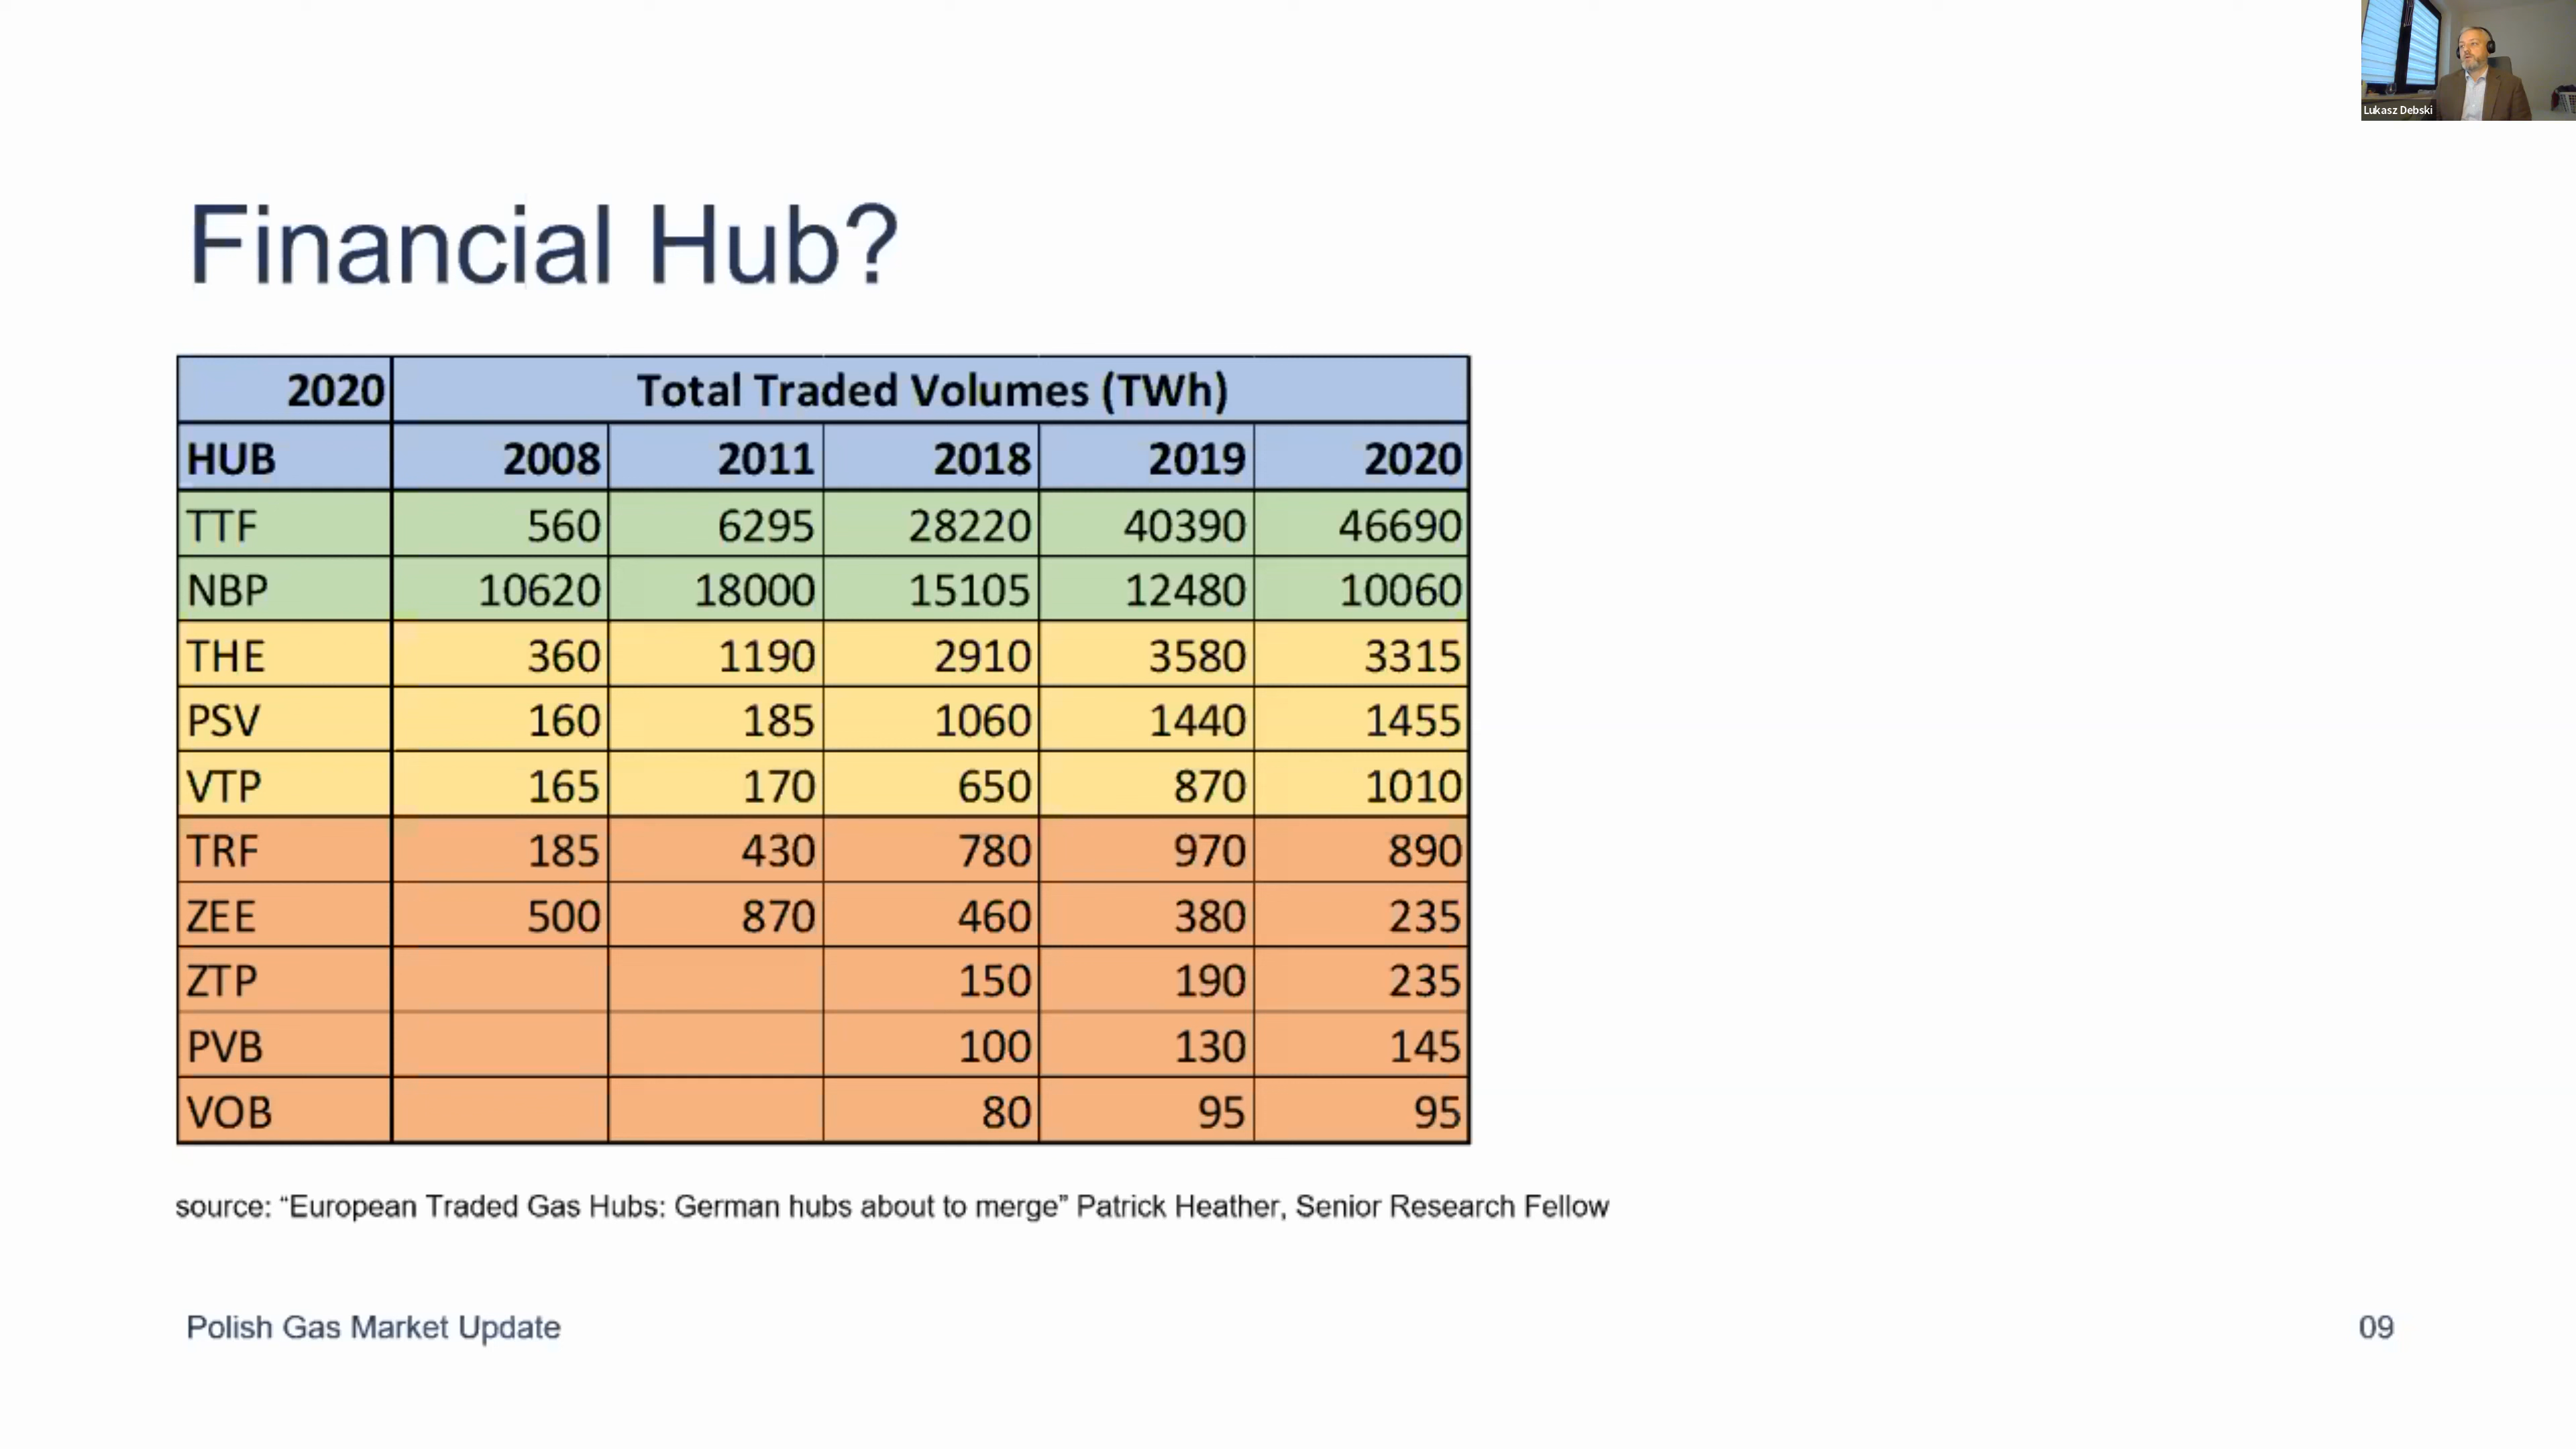 Lukasz Debski
Financial Hub?
2020 Total Traded Volumes (TWh)
HUB 2008 2011 2018 2019 2020
TTF 560 6295 28220 40390 46690
NBP 10620 18000 15105 12480 10060
THE 360 1190 2910 3580 3315
PSV 160 185 1060 1440 1455
VTP 165 170 650 870 1010
TRF 185 430 780 970 890
ZEE 500 870 460 380 235
ZTP 150 190 235
PVB 100 130 145
VOB 80 95 95
source: “European Traded Gas Hubs: German hubs about to merge” Patrick Heather, Senior Research Fellow
Polish Gas Market Update 09